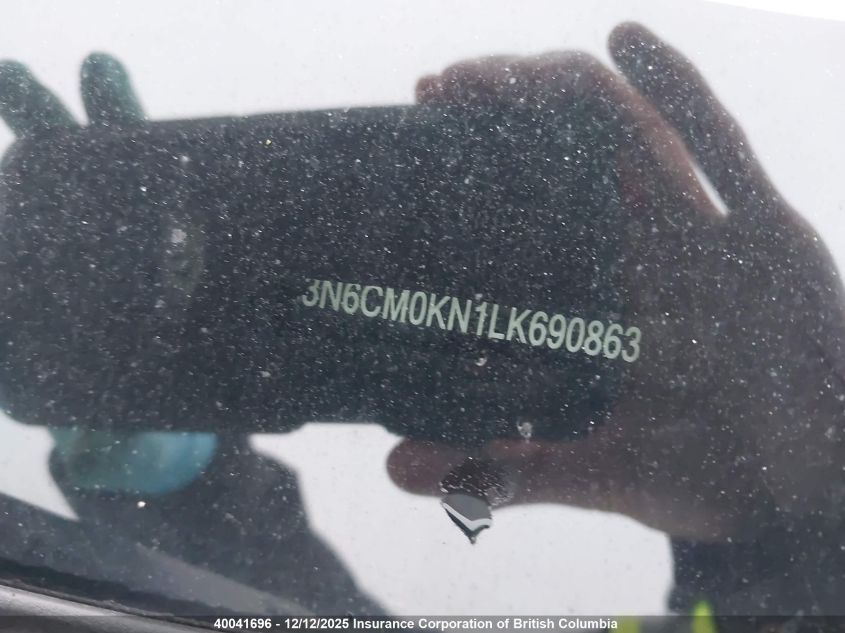 3N6CM0KN1LK690863
40041696 - 12/12/2025 Insurance Corporation of British Columbia